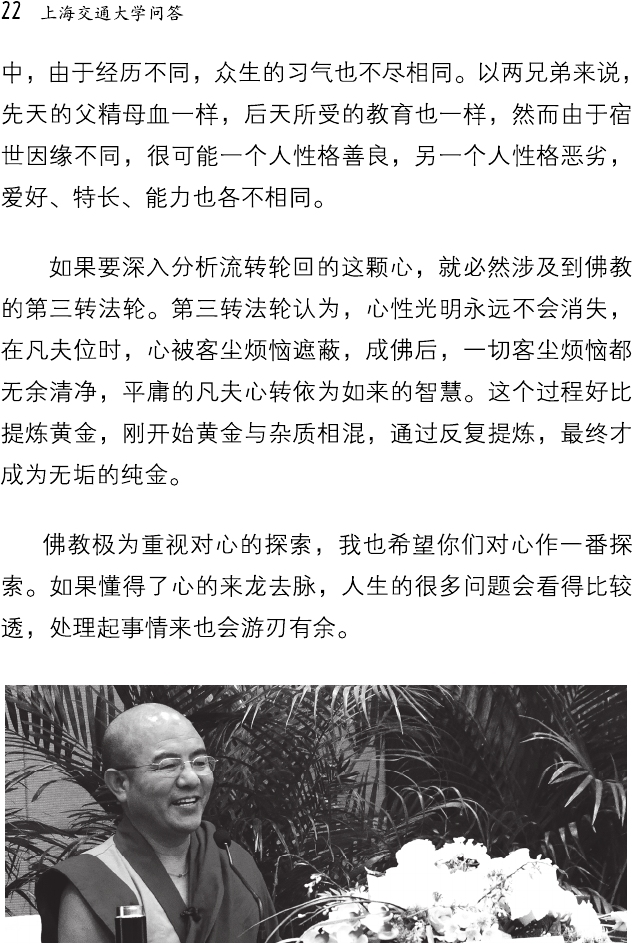 22 上海交通大学问答
中，由于经历不同，众生的习气也不尽相同。以两兄弟来说，
先天的父精母血一样，后天所受的教育也一样，然而由于宿
世因缘不同，很可能一个人性格善良，另一个人性格恶劣，
爱好、特长、能力也各不相同。
如果要深入分析流转轮回的这颗心，就必然涉及到佛教
的第三转法轮。第三转法轮认为，心性光明永远不会消失，
在凡夫位时，心被客尘烦恼遮蔽，成佛后，一切客尘烦恼都
无余清净，平庸的凡夫心转依为如来的智慧。这个过程好比
提炼黄金，刚开始黄金与杂质相混，通过反复提炼，最终才
成为无垢的纯金。
佛教极为重视对心的探索，我也希望你们对心作一番探
索。如果懂得了心的来龙去脉，人生的很多问题会看得比较
透，处理起事情来也会游刃有余。